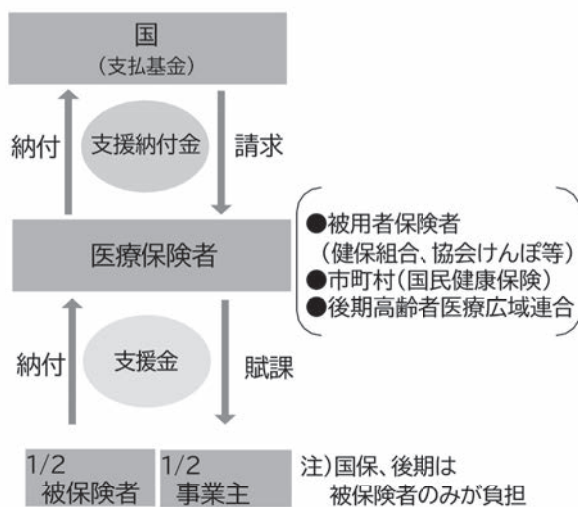 国
(支払基金)
納付
支援納付金
請求
医療保険者
●被用者保険者
(健保組合、協会けんぽ等)
●市町村(国民健康保険)
●後期高齢者医療広域連合
納付
支援金
賦課
1/2
被保険者
1/2
事業主
注)国保、後期は
被保険者のみが負担